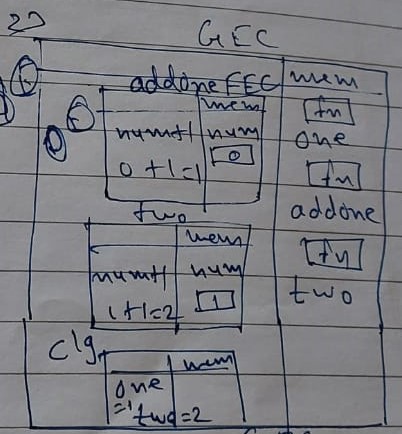 2)
GEC
addone FEC
mem
mem
num+1
num
0+1=1
0
fn
one
fn
addone
fn
two
two
mem
num+1
num
1+1=2
1
clg
mem
one
=1
two=2